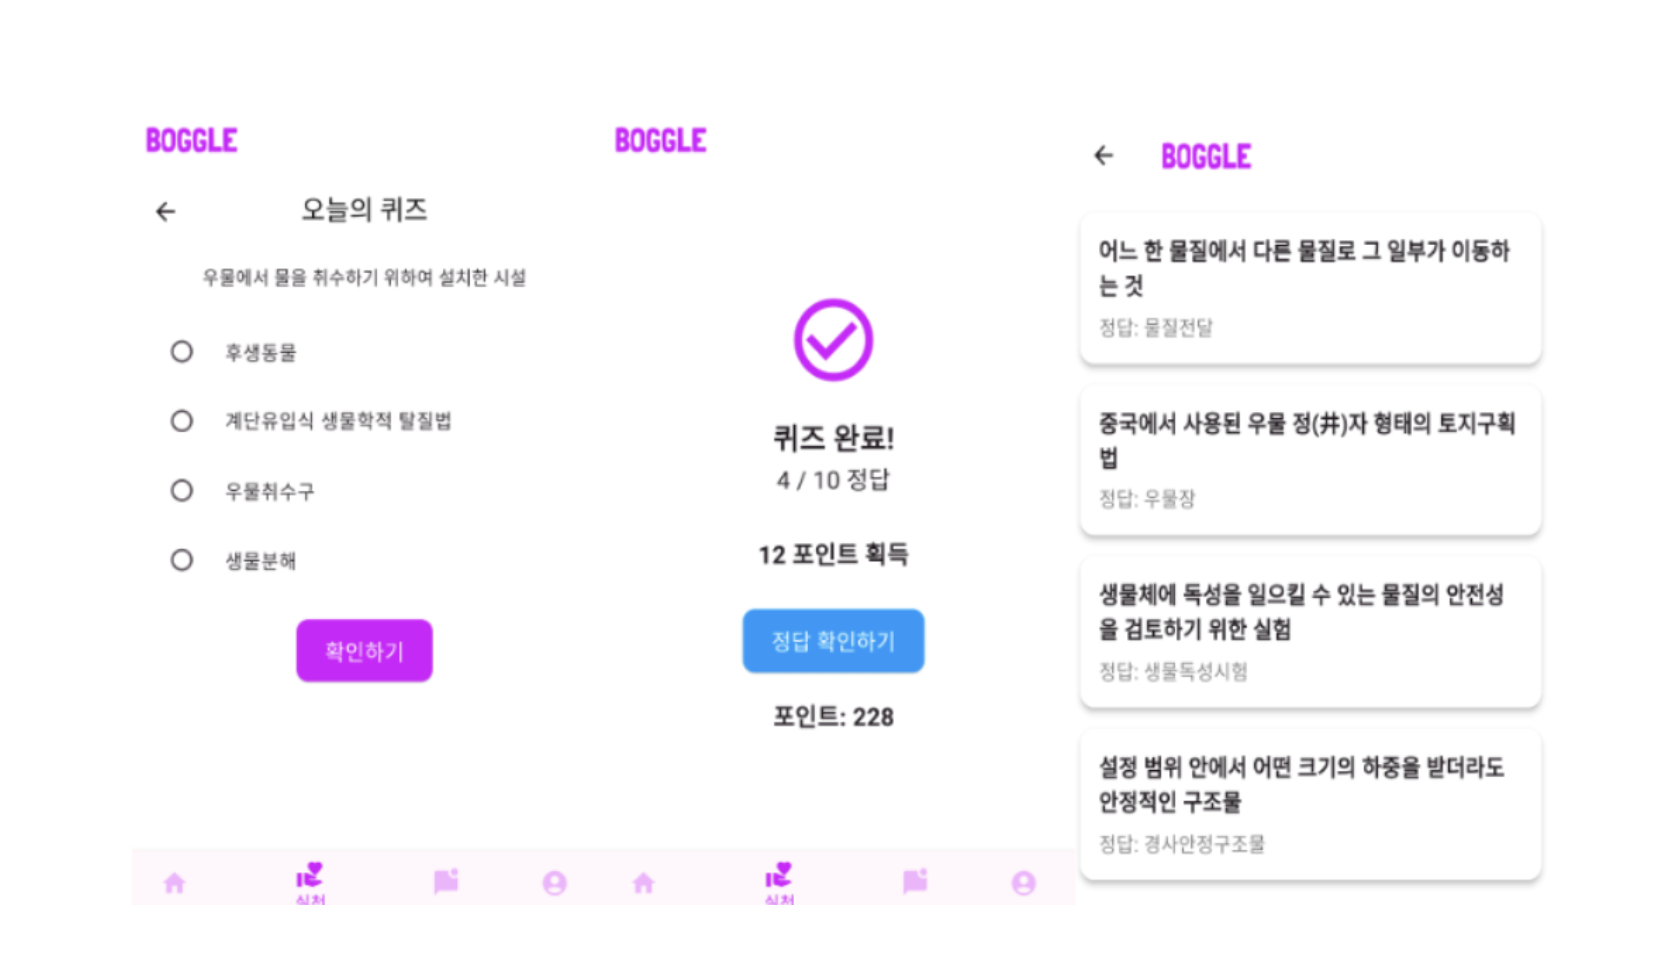 BOGGLE
오늘의 퀴즈
우물에서 물을 취수하기 위하여 설치한 시설
후생동물
계단유입식 생물학적 탈질법
우물취수구
생물분해
확인하기
실천
BOGGLE
퀴즈 완료!
4 / 10 정답
12 포인트 획득
정답 확인하기
포인트: 228
실천
BOGGLE
어느 한 물질에서 다른 물질로 그 일부가 이동하
는 것
정답: 물질전달
중국에서 사용된 우물 정(井)자 형태의 토지구획
법
정답: 우물장
생물체에 독성을 일으킬 수 있는 물질의 안전성
을 검토하기 위한 실험
정답: 생물독성시험
설정 범위 안에서 어떤 크기의 하중을 받더라도
안정적인 구조물
정답: 경사안정구조물